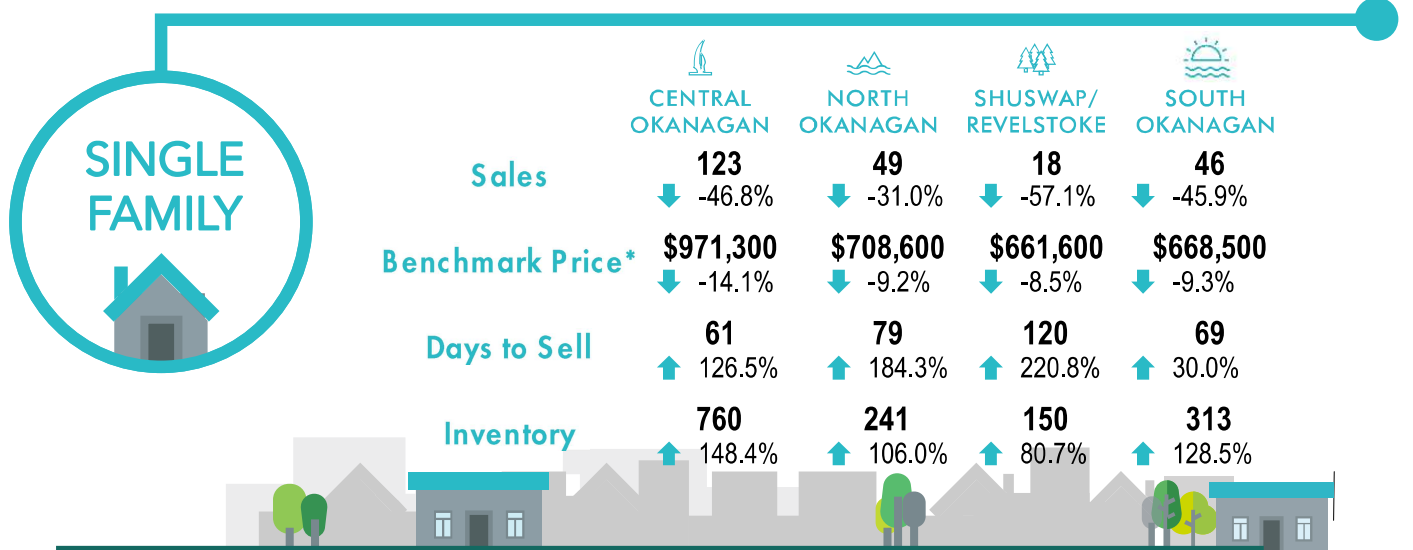 SINGLE
FAMILY
CENTRAL
OKANAGAN
NORTH
OKANAGAN
SHUSWAP/
REVELSTOKE
SOUTH
OKANAGAN
Sales
123 49 18 46
-46.8% -31.0% -57.1% -45.9%
Benchmark Price*
$971,300 $708,600 $661,600 $668,500
-14.1% -9.2% -8.5% -9.3%
Days to Sell
61 79 120 69
126.5% 184.3% 220.8% 30.0%
Inventory
760 241 150 313
148.4% 106.0% 80.7% 128.5%